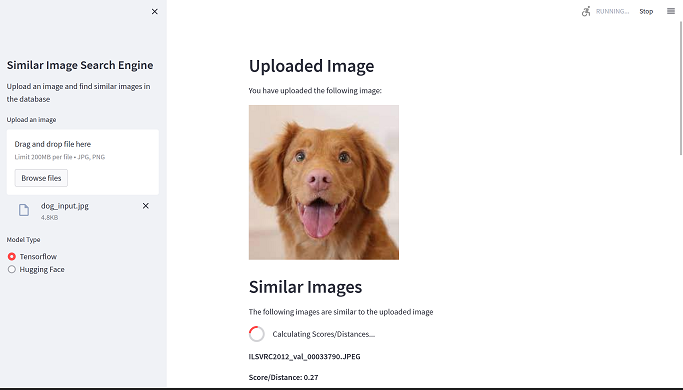 RUNNING...
Stop
Similar Image Search Engine
Upload an image and find similar images in
the database
Upload an image
Drag and drop file here
Limit 200MB per file • JPG, PNG
Browse files
dog_input.jpg
4.8KB
Model Type
Tensorflow
Hugging Face
Uploaded Image
You have uploaded the following image:
Similar Images
The following images are similar to the uploaded image
Calculating Scores/Distances...
ILSVRC2012_val_00033790.JPEG
Score/Distance: 0.27